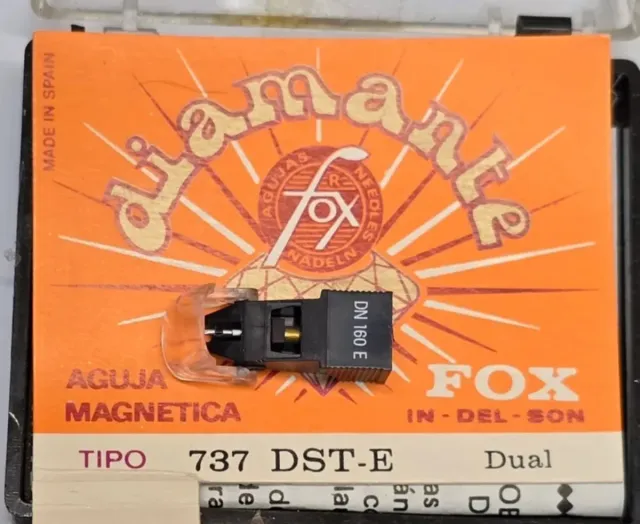 MADE IN SPAIN
diamante
AGUJAS NEEDLES NADELN
R
fox
DN 160 E
AGUJA
MAGNETICA
FOX
IN-DEL-SON
TIPO 737 DST-E Dual